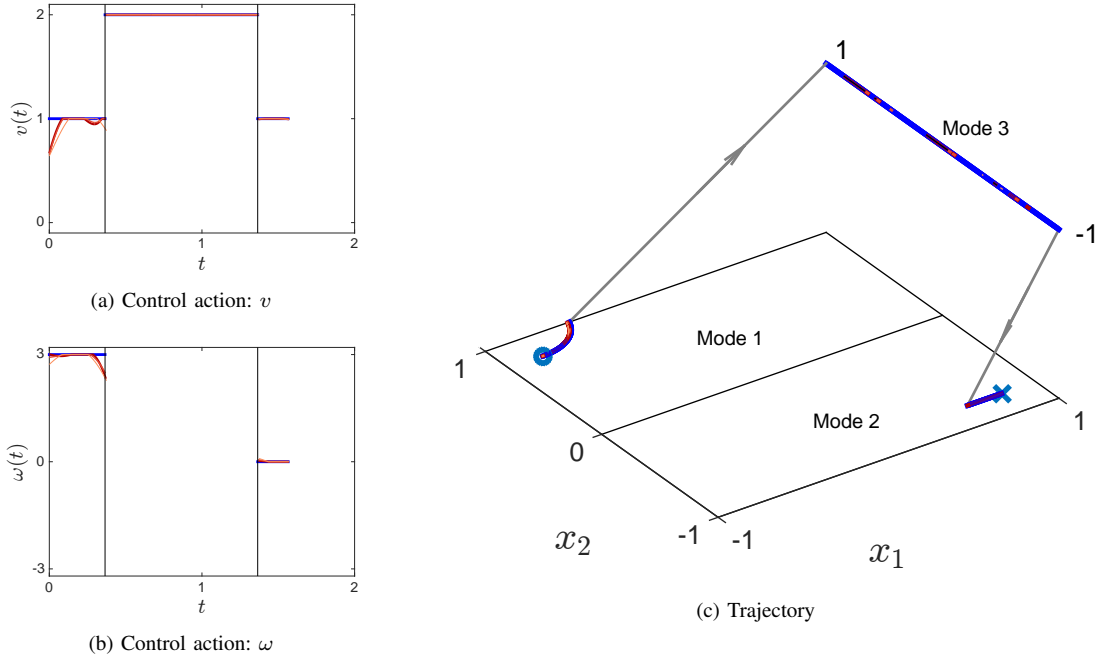 2
1
0
v(t)
0
1
2
t
(a) Control action: v
3
0
-3
ω(t)
0
1
2
t
(b) Control action: ω
1
Mode 3
-1
Mode 1
1
Mode 2
1
0
-1
-1
x₂
x₁
(c) Trajectory